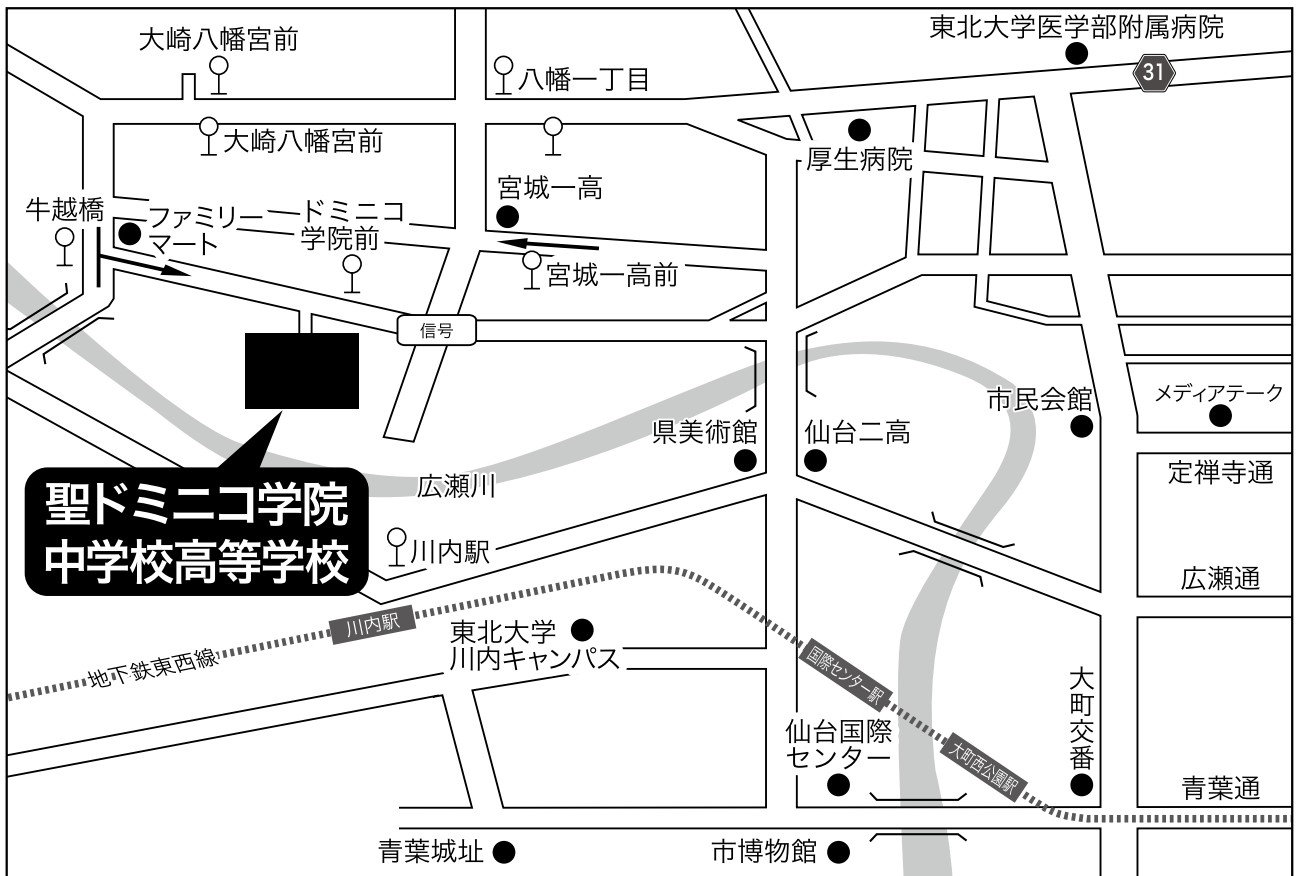 東北大学医学部附属病院
大崎八幡宮前
八幡一丁目
31
大崎八幡宮前
厚生病院
宮城一高
牛越橋
ファミリー
マート
ドミニコ
学院前
宮城一高前
信号
市民会館
メディアテーク
県美術館
仙台二高
定禅寺通
広瀬川
聖ドミニコ学院
中学校高等学校
川内駅
広瀬通
川内駅
東北大学
川内キャンパス
地下鉄東西線
国際センター駅
大町交番
仙台国際
センター
大町西公園駅
青葉通
青葉城址
市博物館